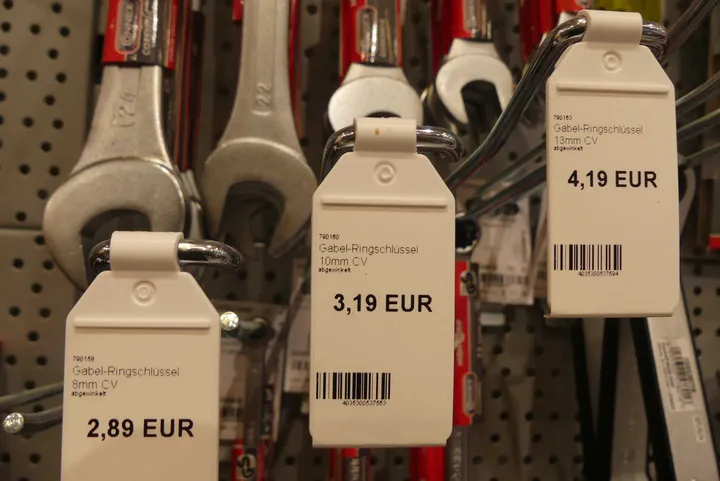 24
22
790158
Gabel-Ringschlüssel
8mm CV
abgewinkelt
2,89 EUR
790160
Gabel-Ringschlüssel
10mm CV
abgewinkelt
3,19 EUR
790163
Gabel-Ringschlüssel
13mm CV
abgewinkelt
4,19 EUR